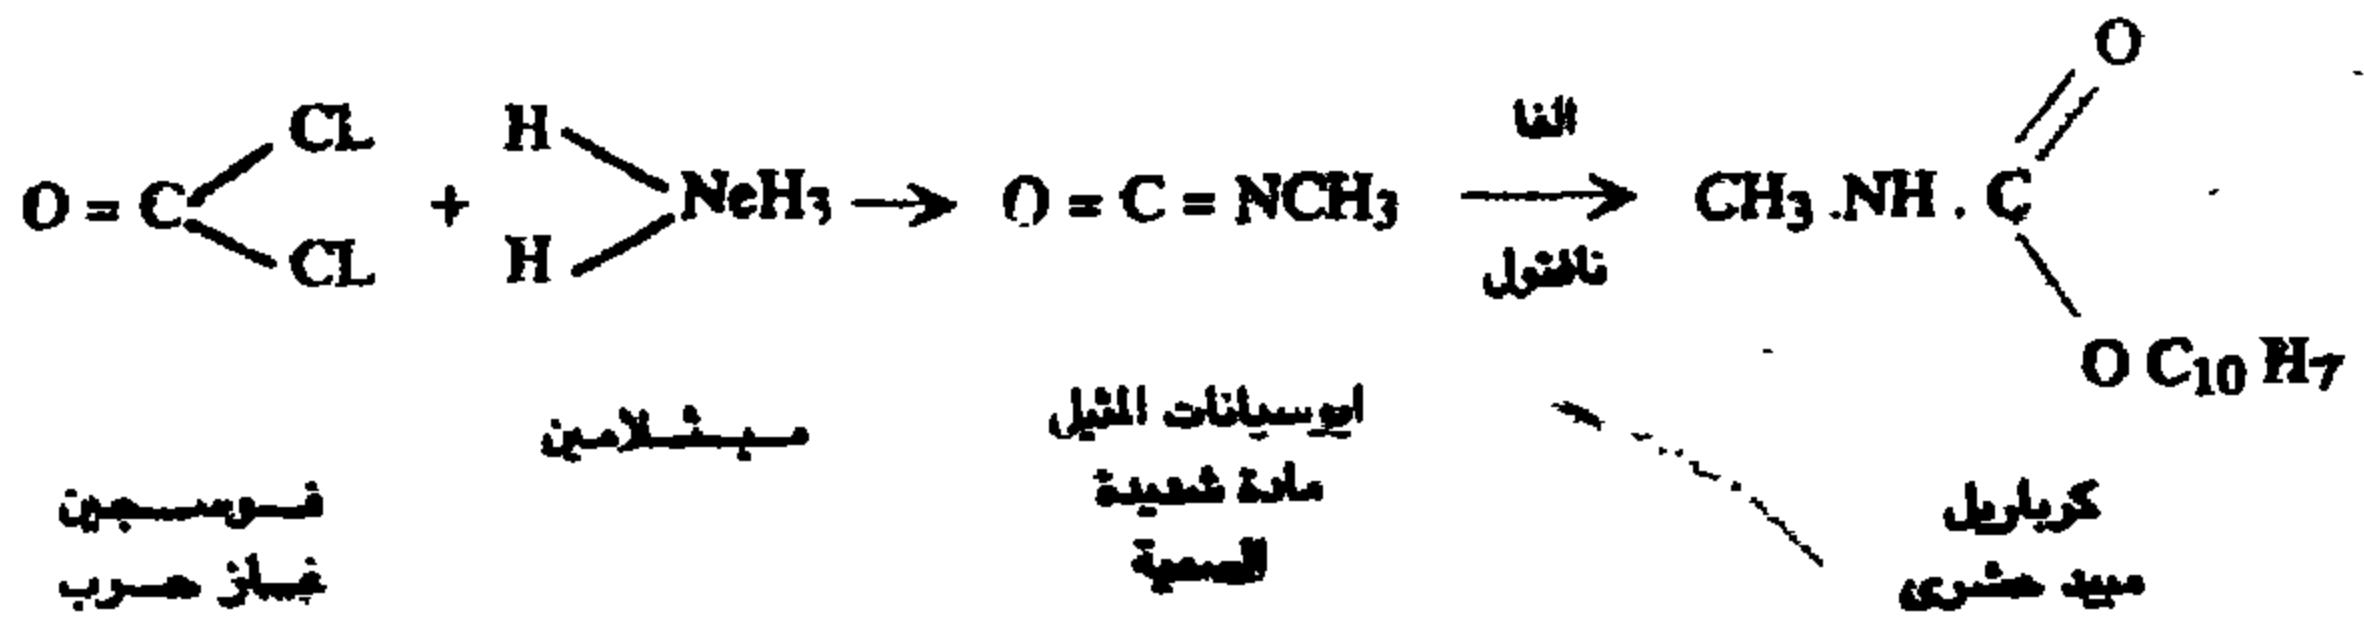 O = C CL CL + H H NeH3 → O = C = NCH3 الفا نافثول → CH3 .NH . C O O C10 H7
فوسجين
غاز حرب
ميثلامين
ايوسيانات المثيل
مادة شديدة
السمية
كرباريل
مبيد حشرى